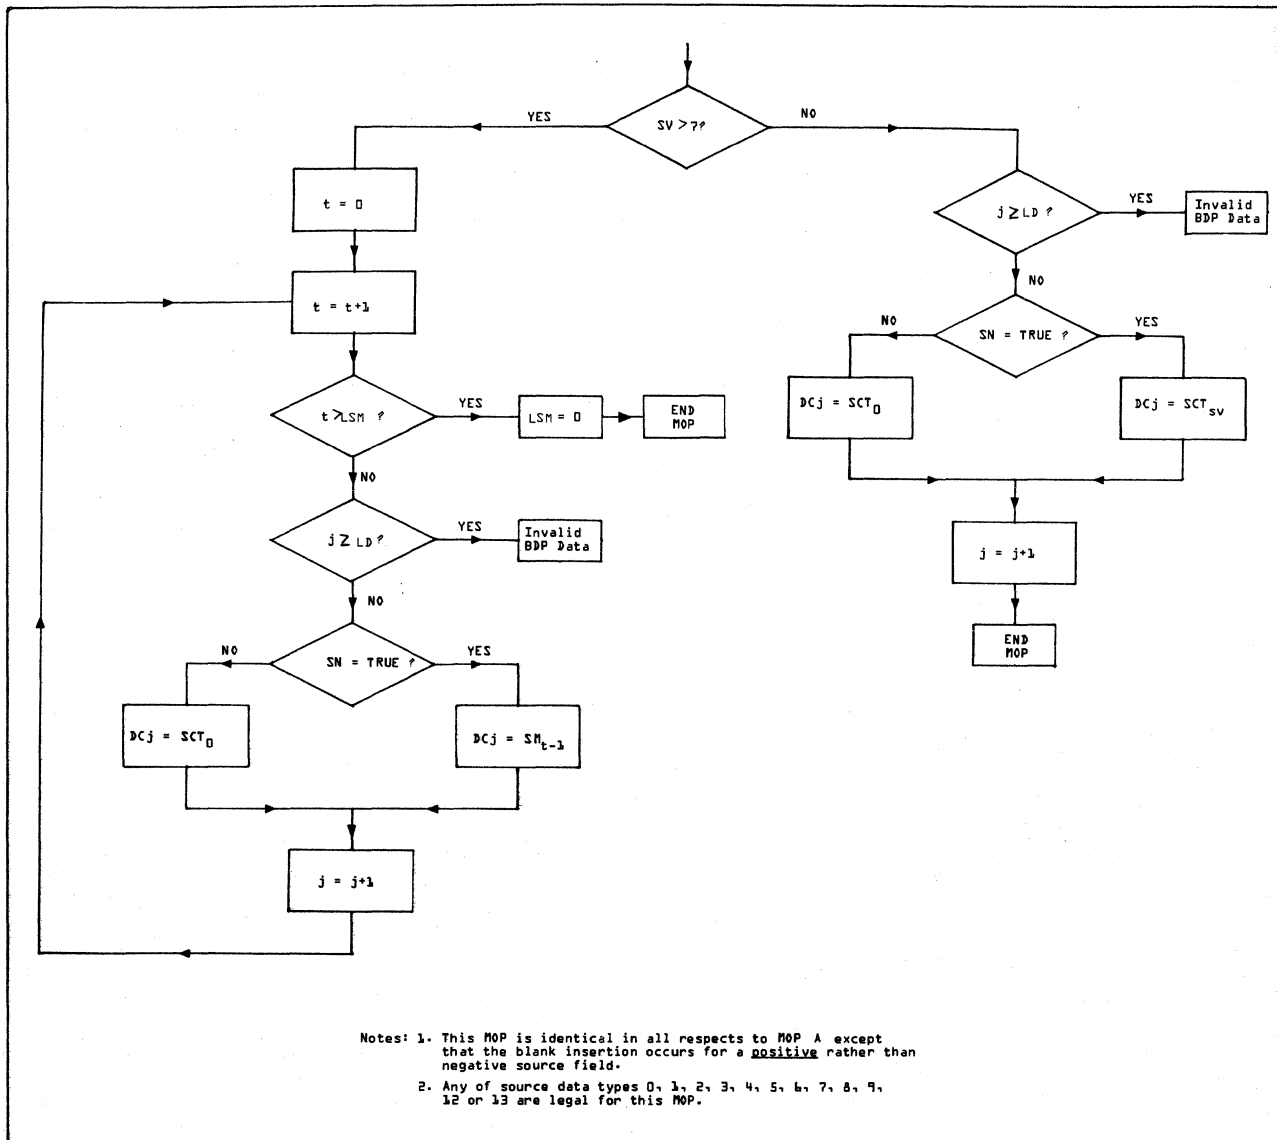 SV > 7?
YES
NO
t = 0
j ≥ LD ?
YES
Invalid
BDP Data
NO
t = t+1
SN = TRUE ?
NO
YES
t > LSM ?
YES
LSM = 0
END
MOP
DCj = SCT0
DCj = SCTsv
NO
j ≥ LD ?
YES
Invalid
BDP Data
j = j+1
NO
END
MOP
SN = TRUE ?
NO
YES
DCj = SCT0
DCj = SMt-1
j = j+1
Notes: 1. This MOP is identical in all respects to MOP A except
that the blank insertion occurs for a positive rather than
negative source field.
2. Any of source data types 0, 1, 2, 3, 4, 5, 6, 7, 8, 9,
12 or 13 are legal for this MOP.